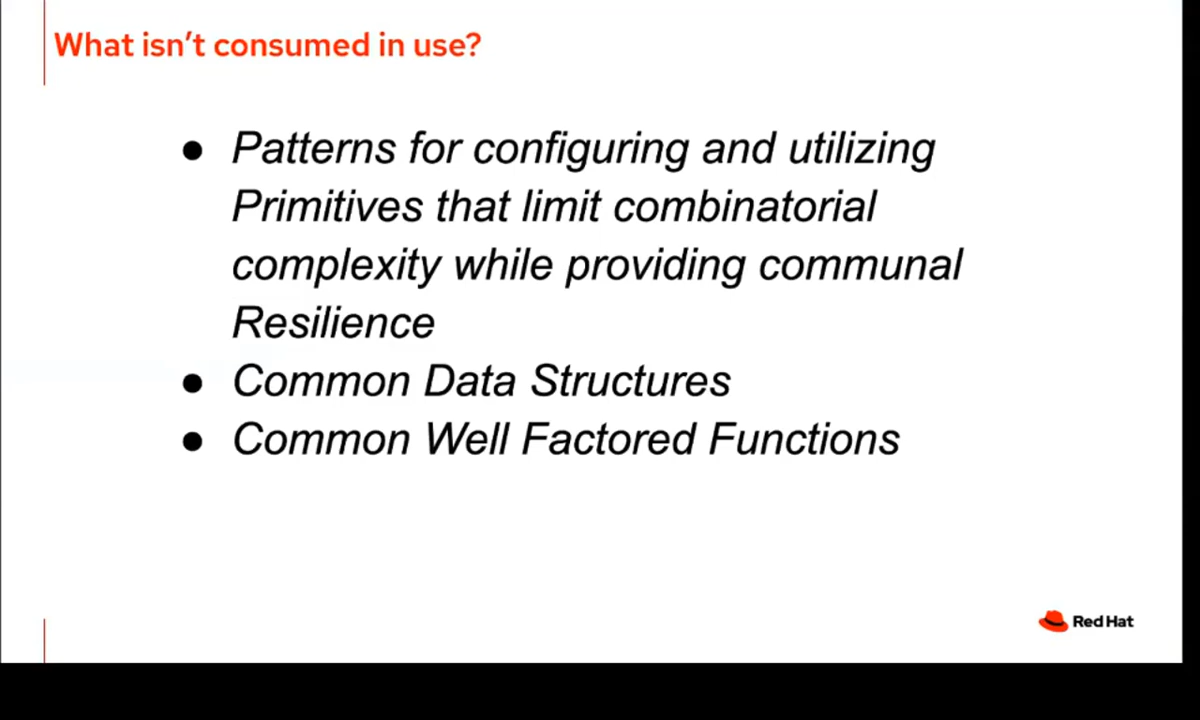 What isn't consumed in use?
● Patterns for configuring and utilizing
Primitives that limit combinatorial
complexity while providing communal
Resilience
● Common Data Structures
● Common Well Factored Functions
Red Hat